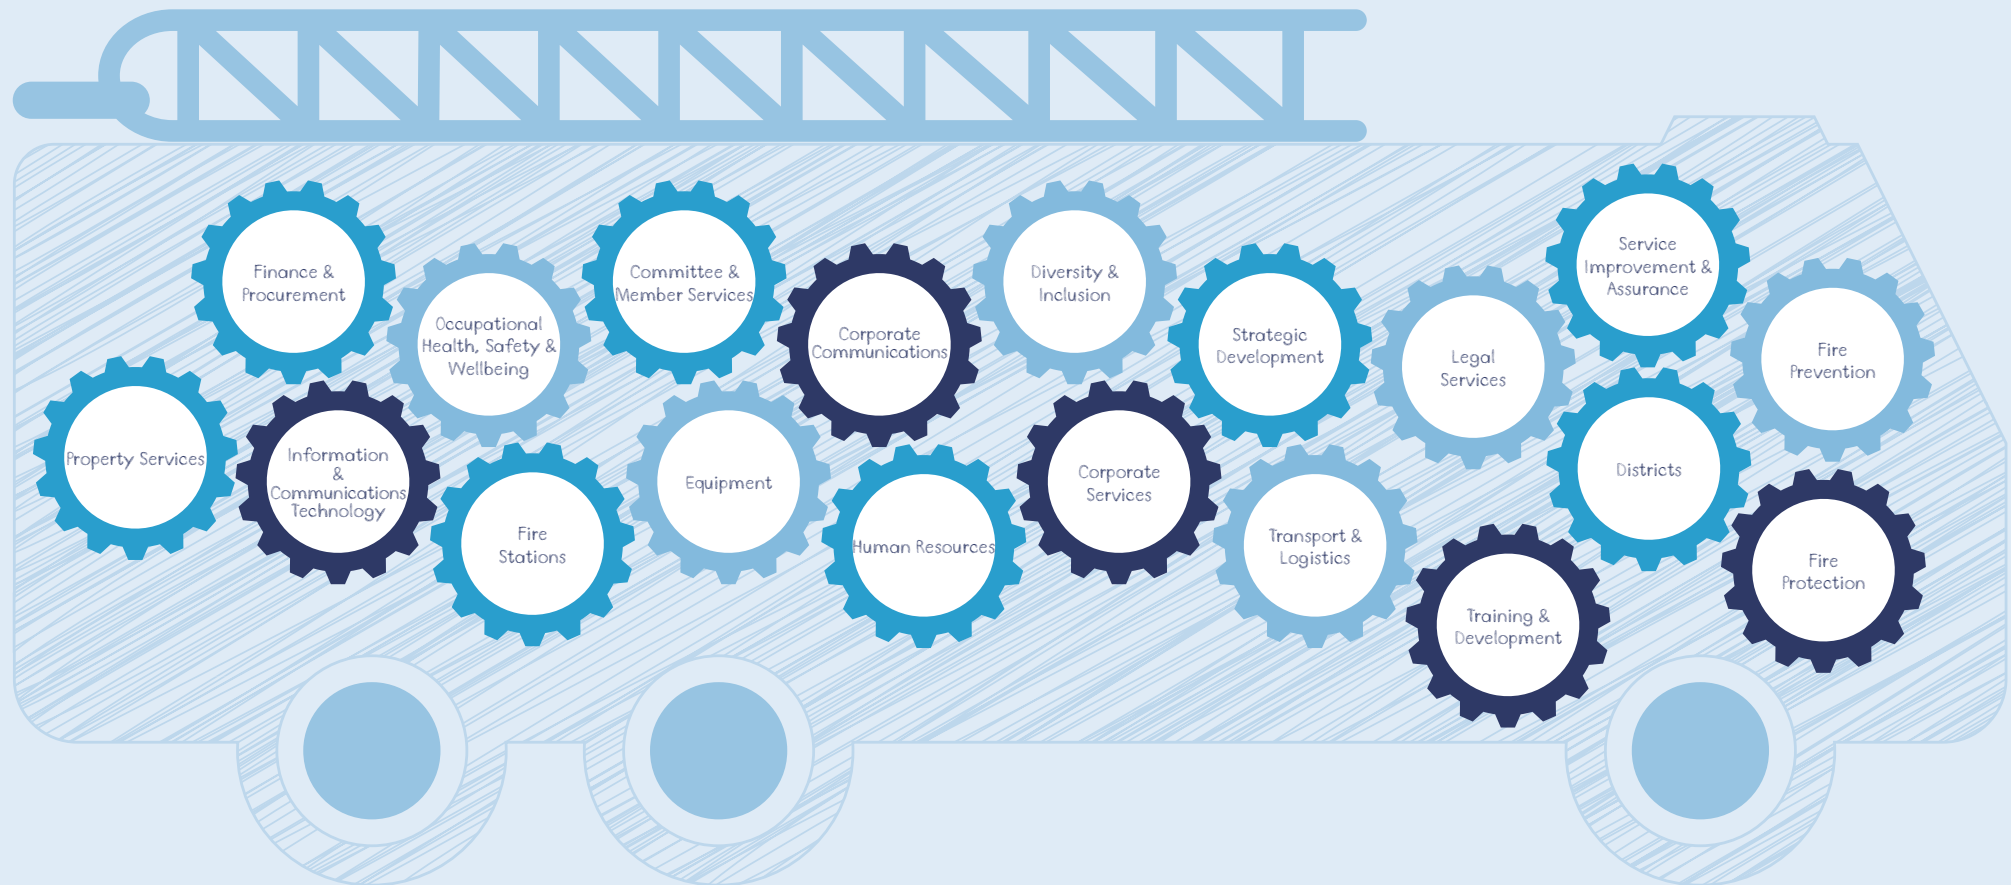 Finance &
Procurement
Occupational
Health, Safety &
Wellbeing
Committee &
Member Services
Corporate
Communications
Diversity &
Inclusion
Strategic
Development
Legal
Services
Service
Improvement &
Assurance
Fire
Prevention
Property Services
Information
&
Communications
Technology
Fire
Stations
Equipment
Human Resources
Corporate
Services
Transport &
Logistics
Training &
Development
Districts
Fire
Protection